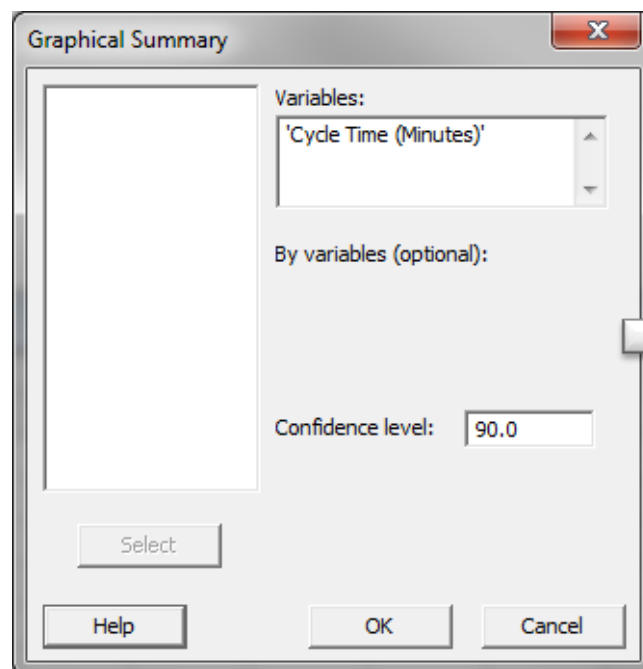 Graphical Summary
Variables:
'Cycle Time (Minutes)'
By variables (optional):
Confidence level: 90.0
Select
Help OK Cancel